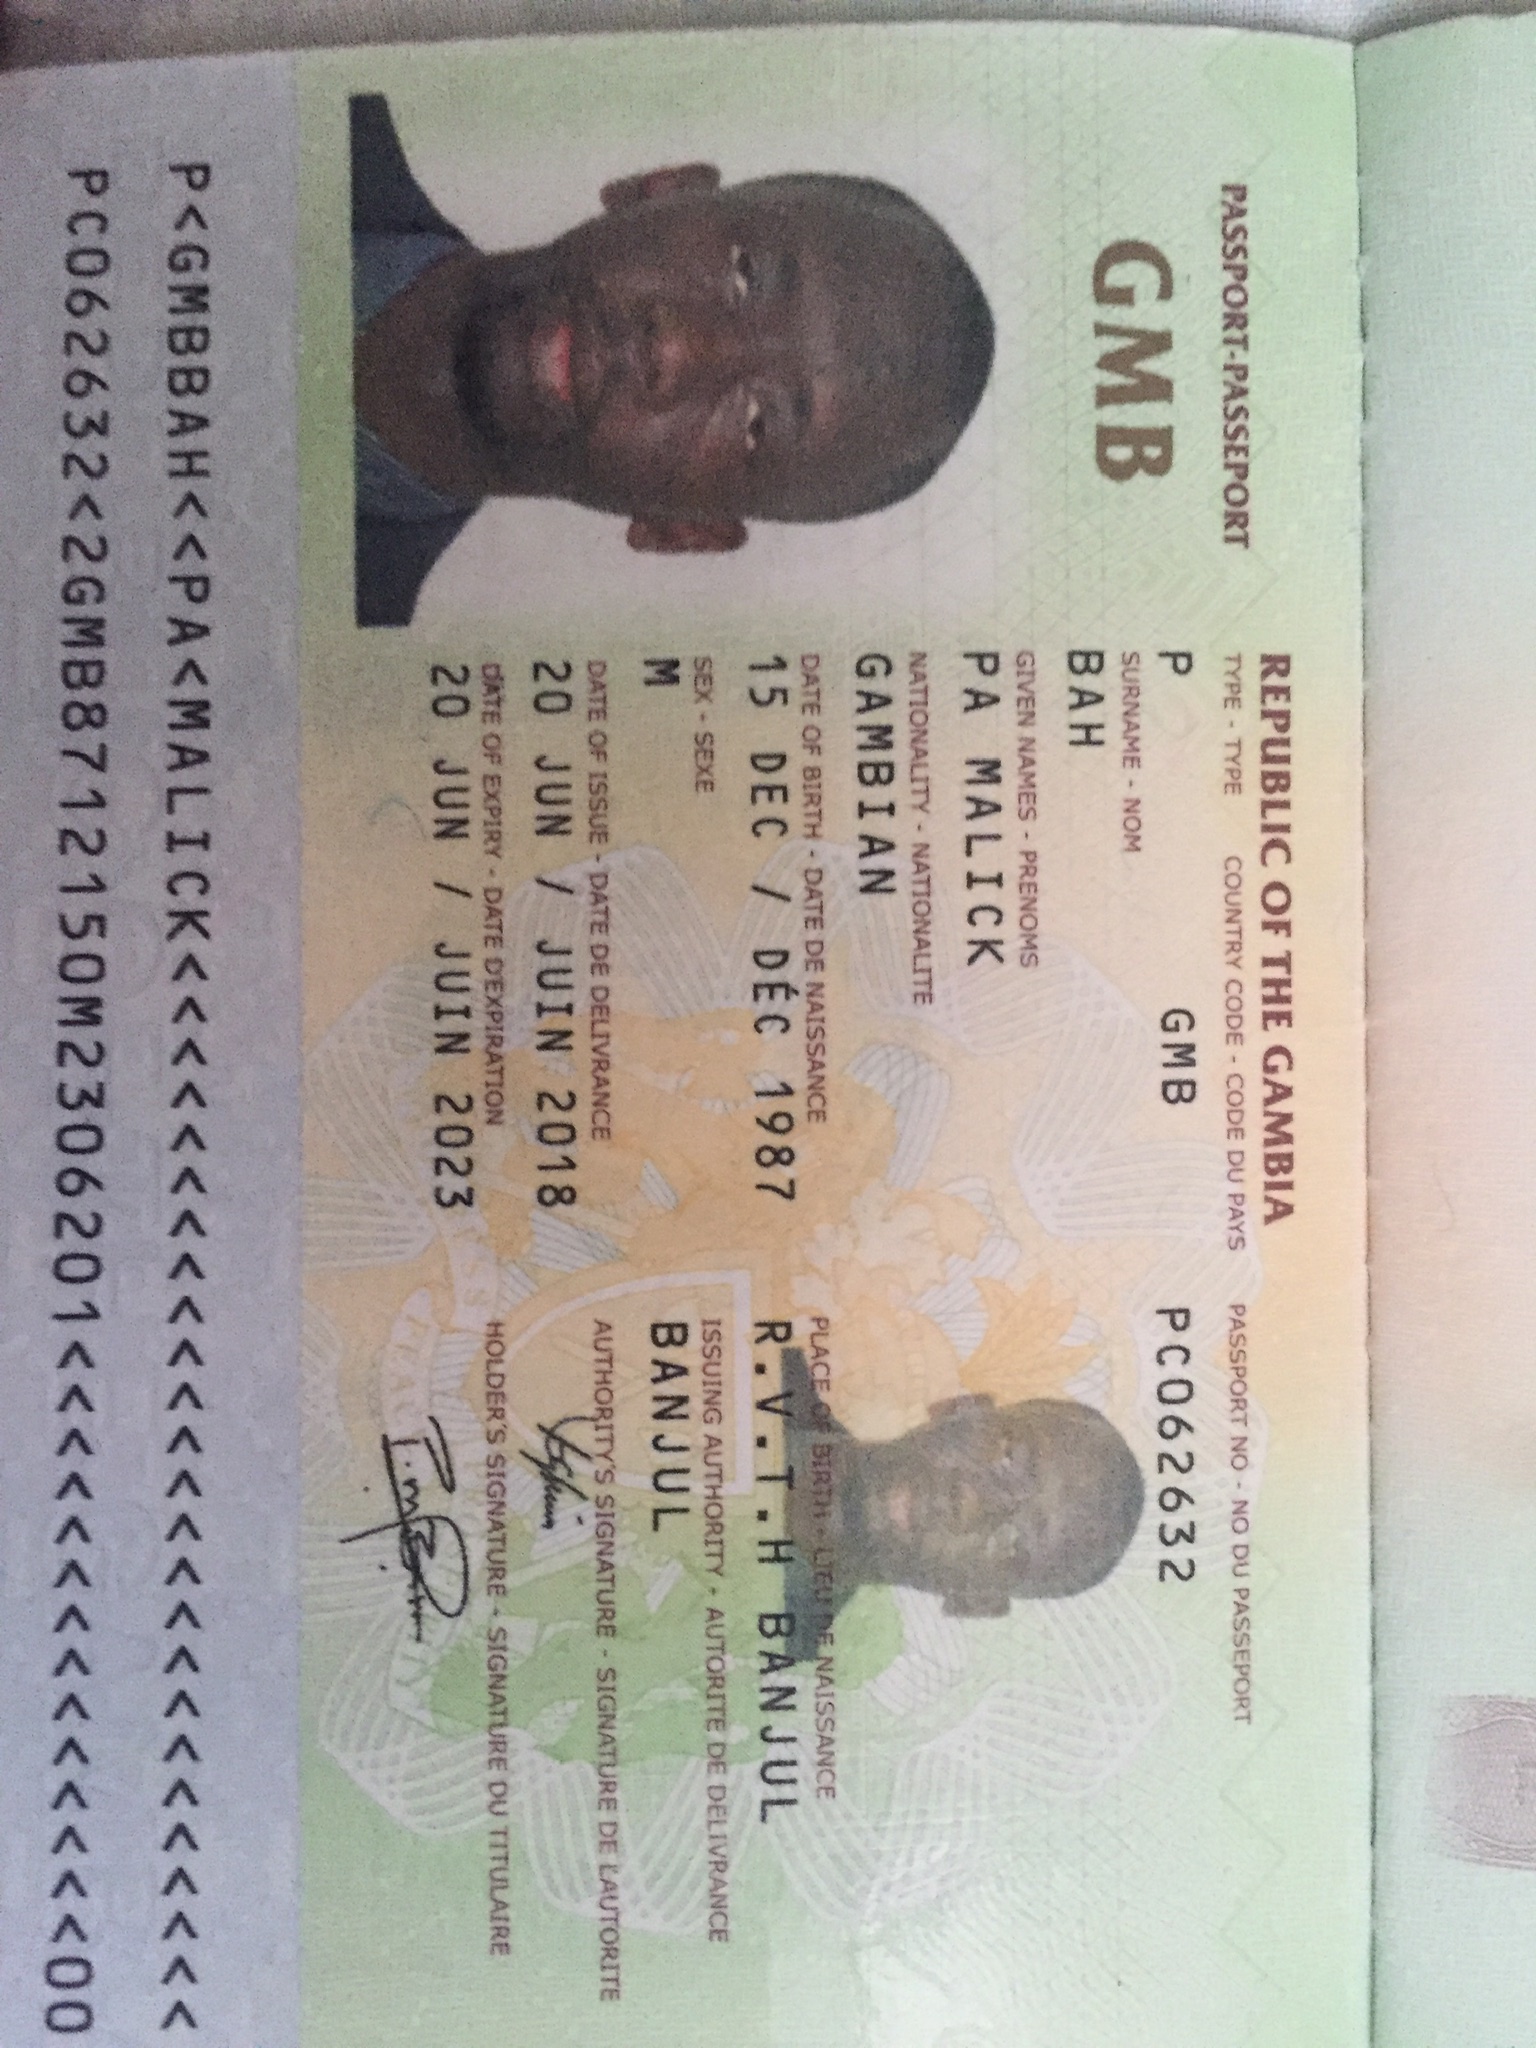 REPUBLIC OF THE GAMBIA
PASSPORT-PASSEPORT
TYPE - TYPE COUNTRY CODE - CODE DU PAYS PASSPORT NO - NO DU PASSEPORT
GMB
P GMB PC062632
SURNAME - NOM
BAH
GIVEN NAMES - PRENOMS
PA MALICK
NATIONALITY - NATIONALITE
GAMBIAN
DATE OF BIRTH - DATE DE NAISSANCE PLACE OF BIRTH - LIEU DE NAISSANCE
15 DEC / DÉC 1987 R.V.T.H BANJUL
SEX - SEXE ISSUING AUTHORITY - AUTORITE DE DELIVRANCE
M BANJUL
DATE OF ISSUE - DATE DE DELIVRANCE AUTHORITY'S SIGNATURE - SIGNATURE DE L'AUTORITE
20 JUN / JUIN 2018
DATE OF EXPIRY - DATE D'EXPIRATION HOLDER'S SIGNATURE - SIGNATURE DU TITULAIRE
20 JUN / JUIN 2023
P<GMBBAH<<PA<MALICK<<<<<<<<<<<<<<<<<<<<<<<<<
PC062632<2GMB8712150M2306201<<<<<<<<<<<<<<00